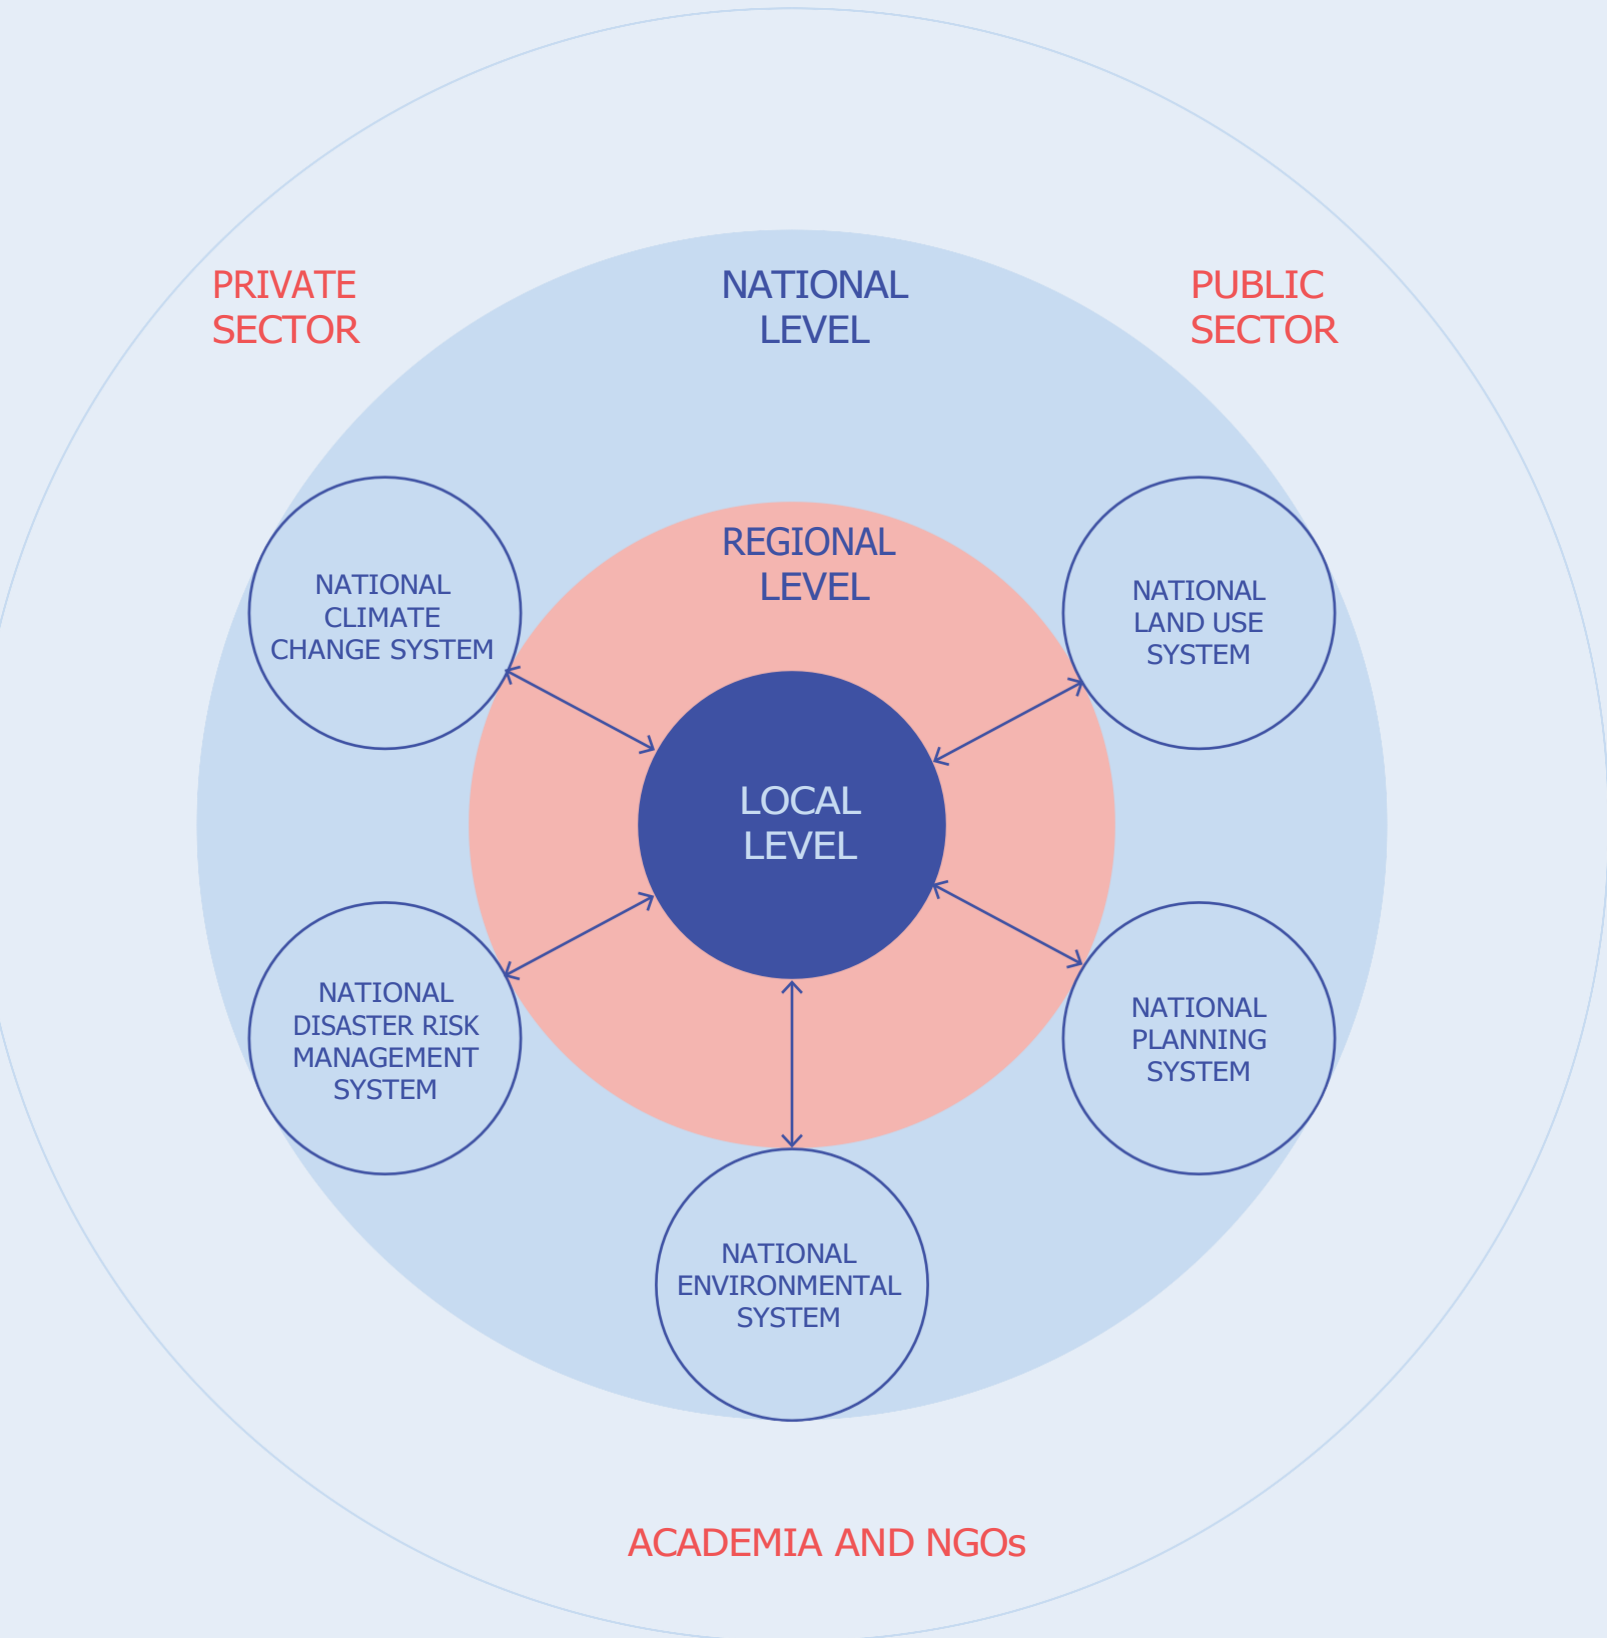 PRIVATE
SECTOR
NATIONAL
LEVEL
PUBLIC
SECTOR
REGIONAL
LEVEL
NATIONAL
CLIMATE
CHANGE SYSTEM
NATIONAL
LAND USE
SYSTEM
LOCAL
LEVEL
NATIONAL
DISASTER RISK
MANAGEMENT
SYSTEM
NATIONAL
PLANNING
SYSTEM
NATIONAL
ENVIRONMENTAL
SYSTEM
ACADEMIA AND NGOs